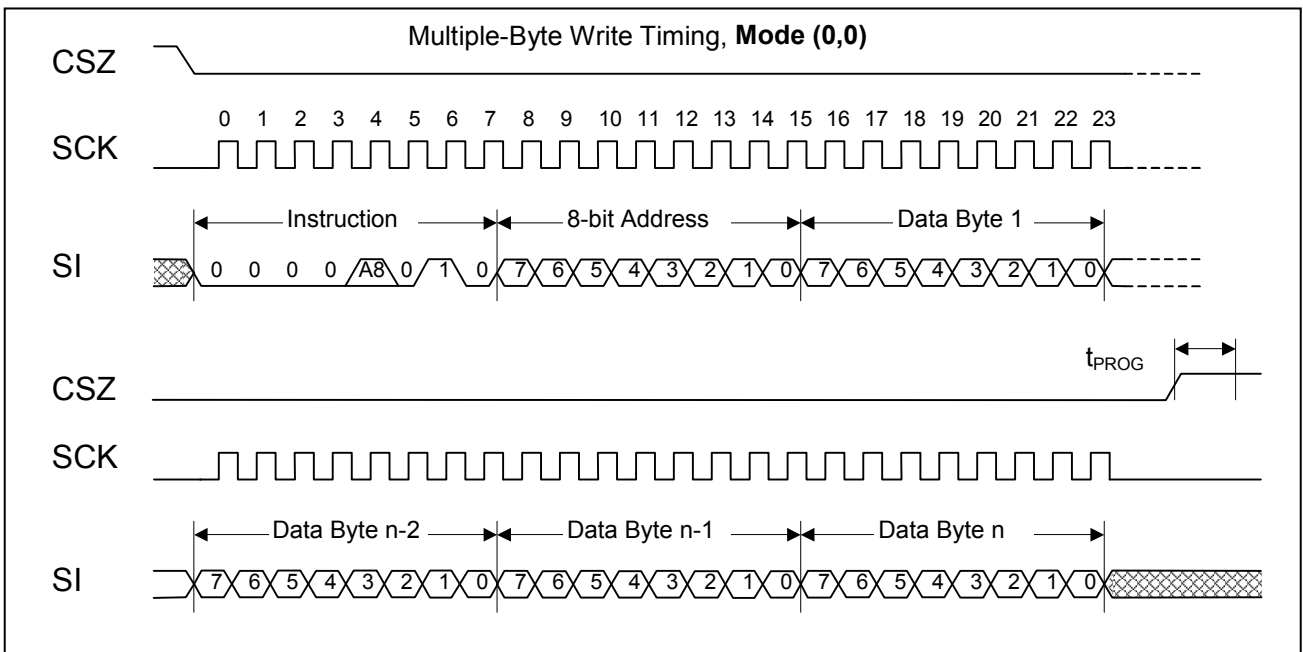 Multiple-Byte Write Timing, Mode (0,0)
CSZ
0 1 2 3 4 5 6 7 8 9 10 11 12 13 14 15 16 17 18 19 20 21 22 23
SCK
Instruction 8-bit Address Data Byte 1
SI 0 0 0 0 A8 0 1 0 7 6 5 4 3 2 1 0 7 6 5 4 3 2 1 0
tPROG
CSZ
SCK
Data Byte n-2 Data Byte n-1 Data Byte n
SI 7 6 5 4 3 2 1 0 7 6 5 4 3 2 1 0 7 6 5 4 3 2 1 0